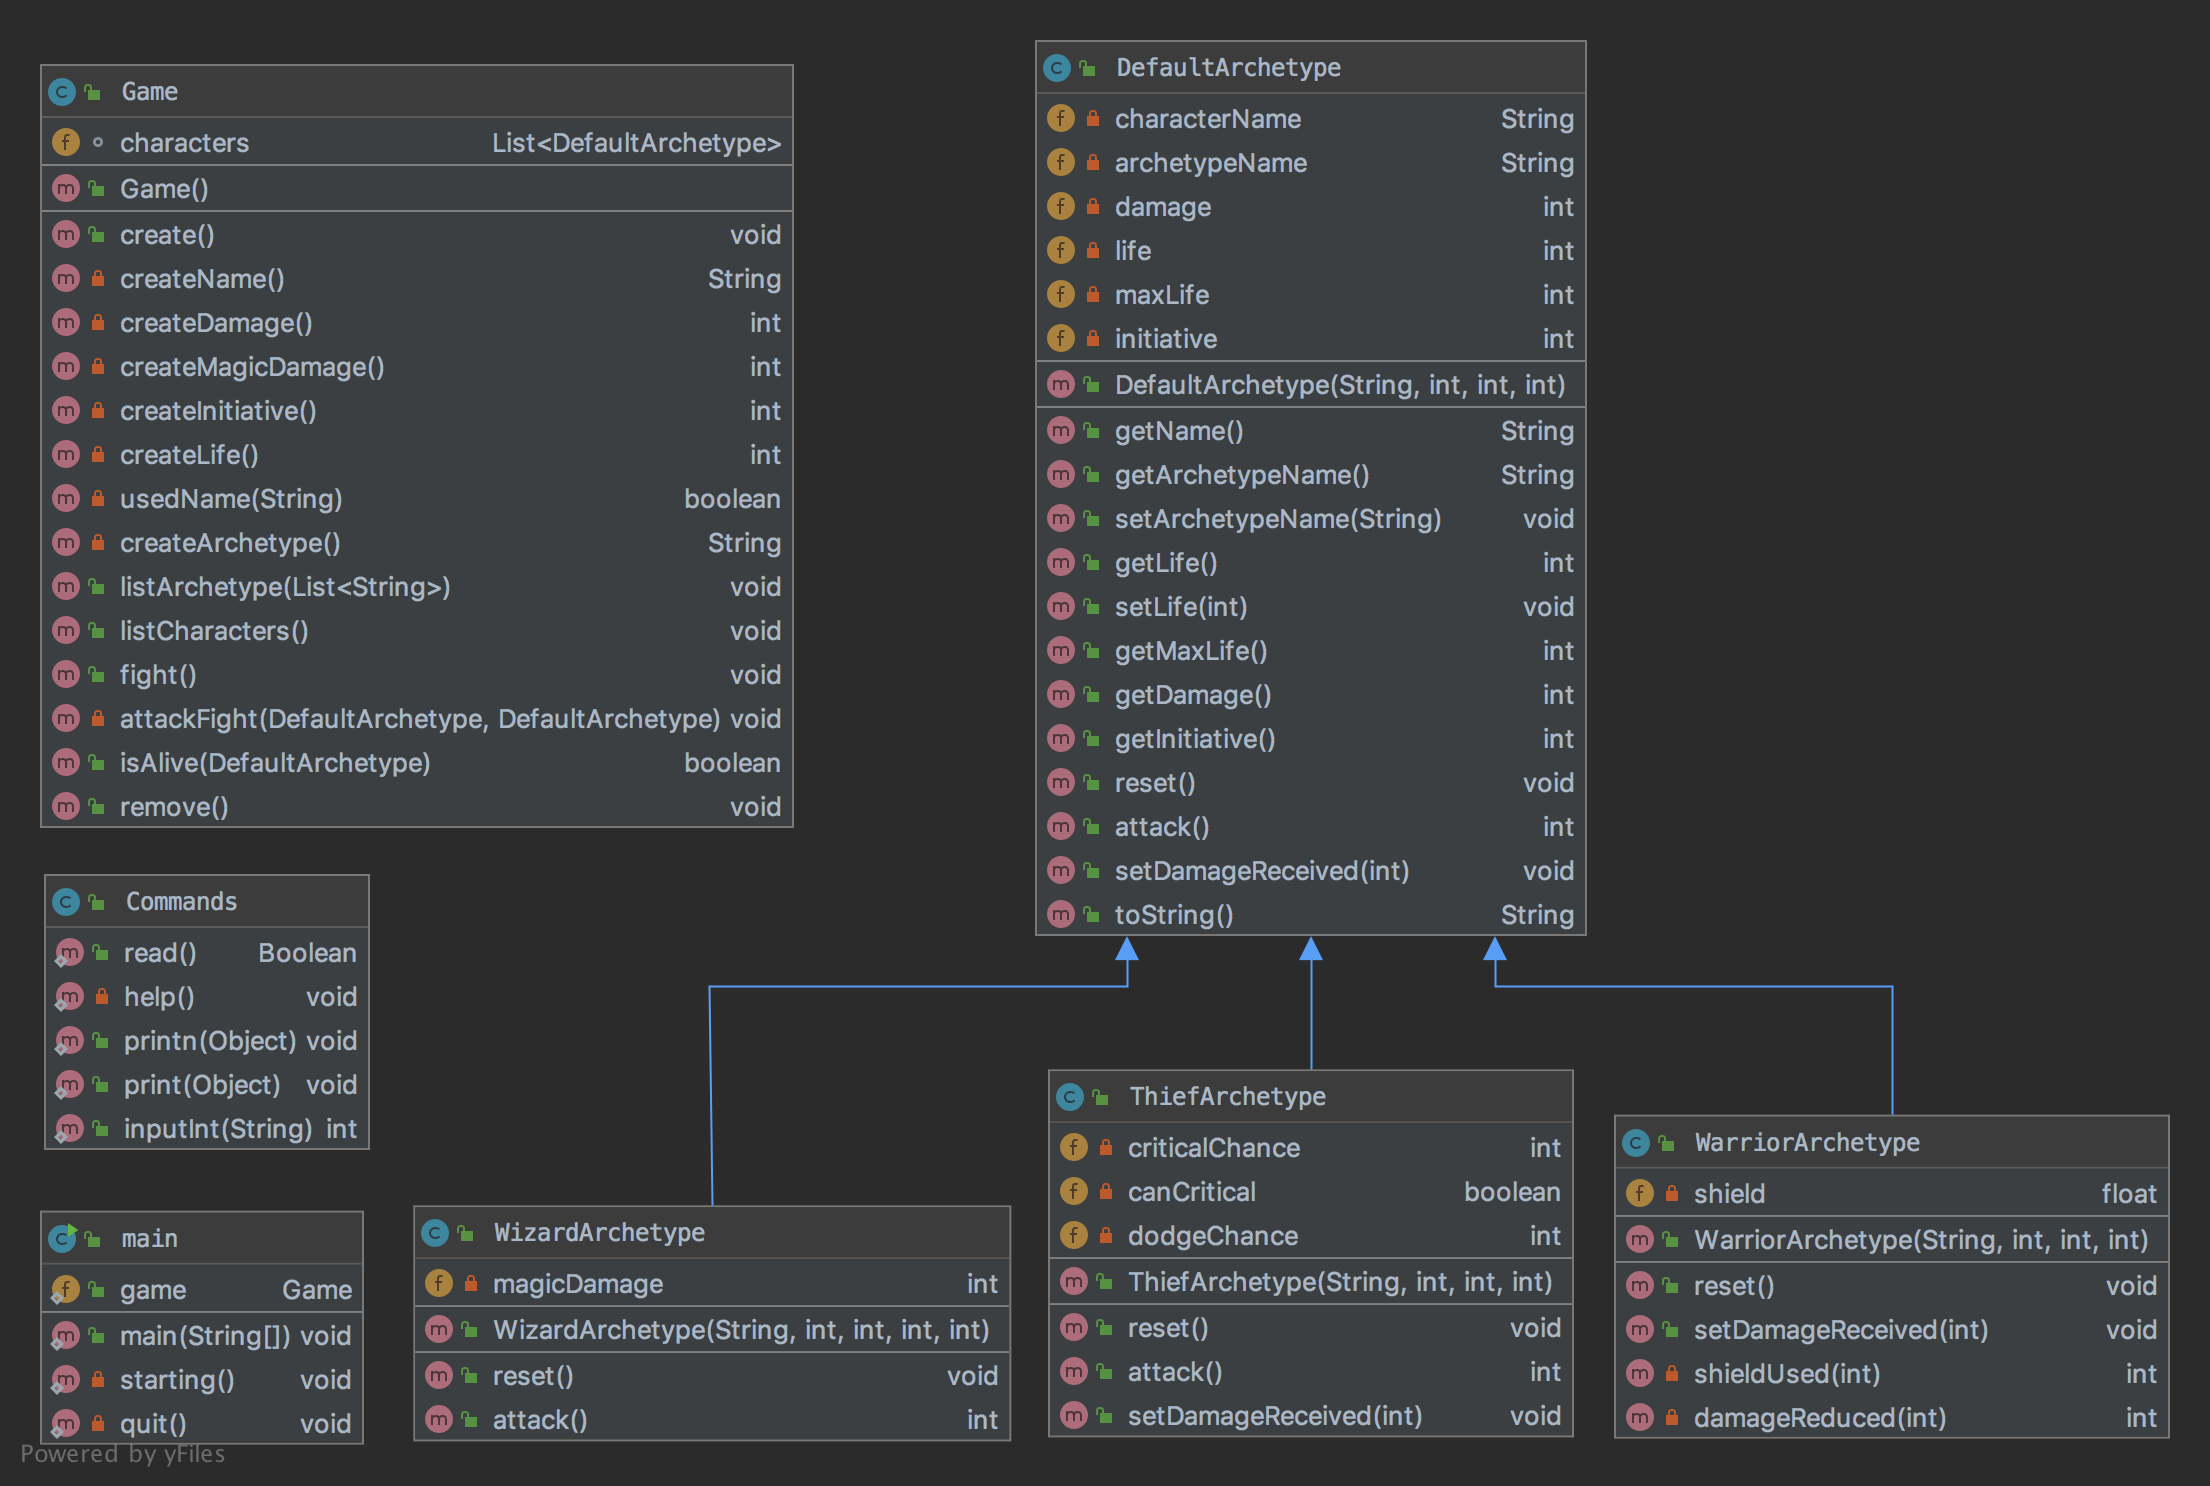 Game
characters List<DefaultArchetype>
Game()
create() void
createName() String
createDamage() int
createMagicDamage() int
createInitiative() int
createLife() int
usedName(String) boolean
createArchetype() String
listArchetype(List<String>) void
listCharacters() void
fight() void
attackFight(DefaultArchetype, DefaultArchetype) void
isAlive(DefaultArchetype) boolean
remove() void
DefaultArchetype
characterName String
archetypeName String
damage int
life int
maxLife int
initiative int
DefaultArchetype(String, int, int, int)
getName() String
getArchetypeName() String
setArchetypeName(String) void
getLife() int
setLife(int) void
getMaxLife() int
getDamage() int
getInitiative() int
reset() void
attack() int
setDamageReceived(int) void
toString() String
Commands
read() Boolean
help() void
printn(Object) void
print(Object) void
inputInt(String) int
main
game Game
main(String[]) void
starting() void
quit() void
WizardArchetype
magicDamage int
WizardArchetype(String, int, int, int, int)
reset() void
attack() int
ThiefArchetype
criticalChance int
canCritical boolean
dodgeChance int
ThiefArchetype(String, int, int, int)
reset() void
attack() int
setDamageReceived(int) void
WarriorArchetype
shield float
WarriorArchetype(String, int, int, int)
reset() void
setDamageReceived(int) void
shieldUsed(int) int
damageReduced(int) int
Powered by yFiles